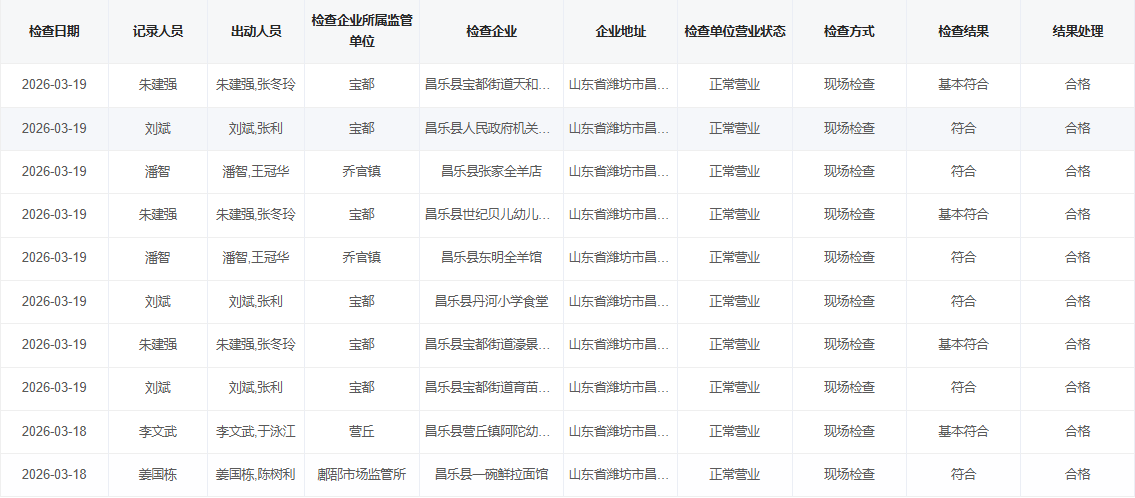 检查日期 记录人员 出动人员 检查企业所属监管单位 检查企业 企业地址 检查单位营业状态 检查方式 检查结果 结果处理
2026-03-19 朱建强 朱建强,张冬玲 宝都 昌乐县宝都街道天和... 山东省潍坊市昌... 正常营业 现场检查 基本符合 合格
2026-03-19 刘斌 刘斌,张利 宝都 昌乐县人民政府机关... 山东省潍坊市昌... 正常营业 现场检查 符合 合格
2026-03-19 潘智 潘智,王冠华 乔官镇 昌乐县张家全羊店 山东省潍坊市昌... 正常营业 现场检查 符合 合格
2026-03-19 朱建强 朱建强,张冬玲 宝都 昌乐县世纪贝儿幼儿... 山东省潍坊市昌... 正常营业 现场检查 基本符合 合格
2026-03-19 潘智 潘智,王冠华 乔官镇 昌乐县东明全羊馆 山东省潍坊市昌... 正常营业 现场检查 符合 合格
2026-03-19 刘斌 刘斌,张利 宝都 昌乐县丹河小学食堂 山东省潍坊市昌... 正常营业 现场检查 符合 合格
2026-03-19 朱建强 朱建强,张冬玲 宝都 昌乐县宝都街道濠景... 山东省潍坊市昌... 正常营业 现场检查 基本符合 合格
2026-03-19 刘斌 刘斌,张利 宝都 昌乐县宝都街道育苗... 山东省潍坊市昌... 正常营业 现场检查 符合 合格
2026-03-18 李文武 李文武,于泳江 营丘 昌乐县营丘镇阿陀幼... 山东省潍坊市昌... 正常营业 现场检查 基本符合 合格
2026-03-18 姜国栋 姜国栋,陈树利 鄌郚市场监管所 昌乐县一碗鲜拉面馆 山东省潍坊市昌... 正常营业 现场检查 符合 合格